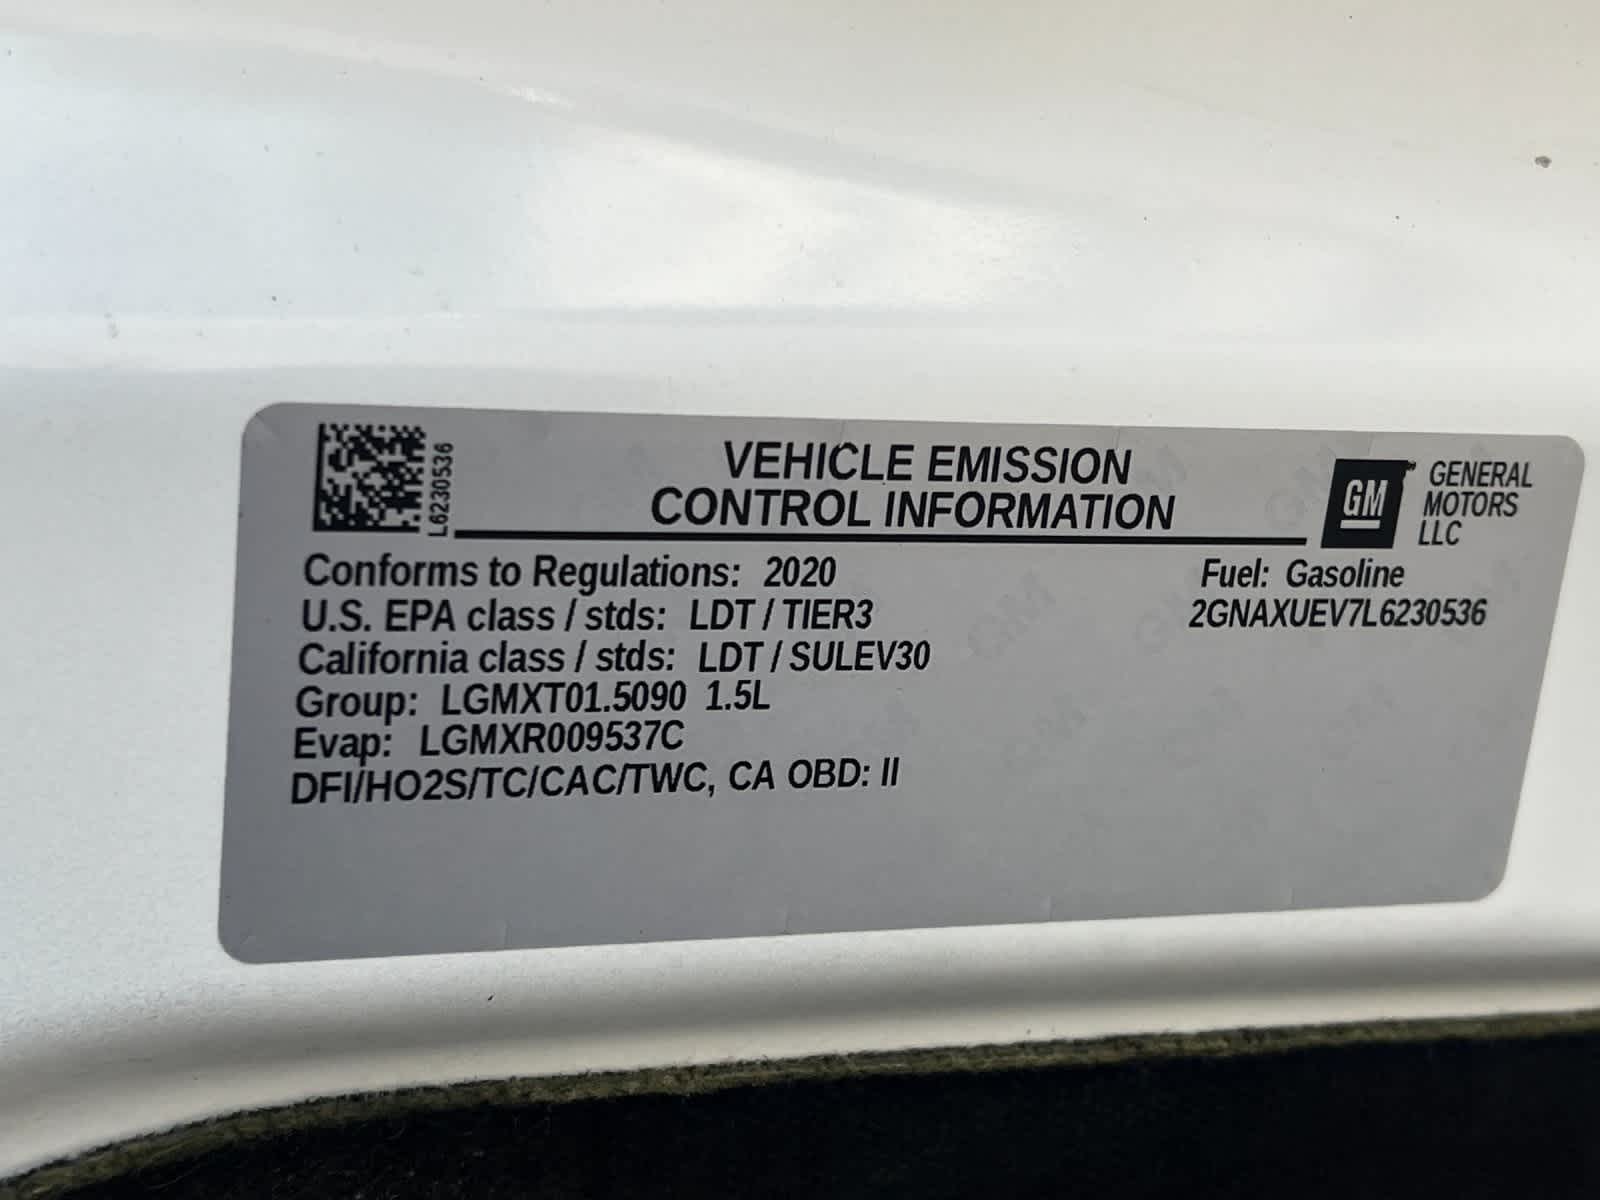 L6230536
VEHICLE EMISSION
CONTROL INFORMATION
GM
GENERAL
MOTORS
LLC
Conforms to Regulations: 2020
U.S. EPA class / stds: LDT / TIER3
California class / stds: LDT / SULEV30
Group: LGMXT01.5090 1.5L
Evap: LGMXR009537C
DFI/HO2S/TC/CAC/TWC, CA OBD: II
Fuel: Gasoline
2GNAXUEV7L6230536